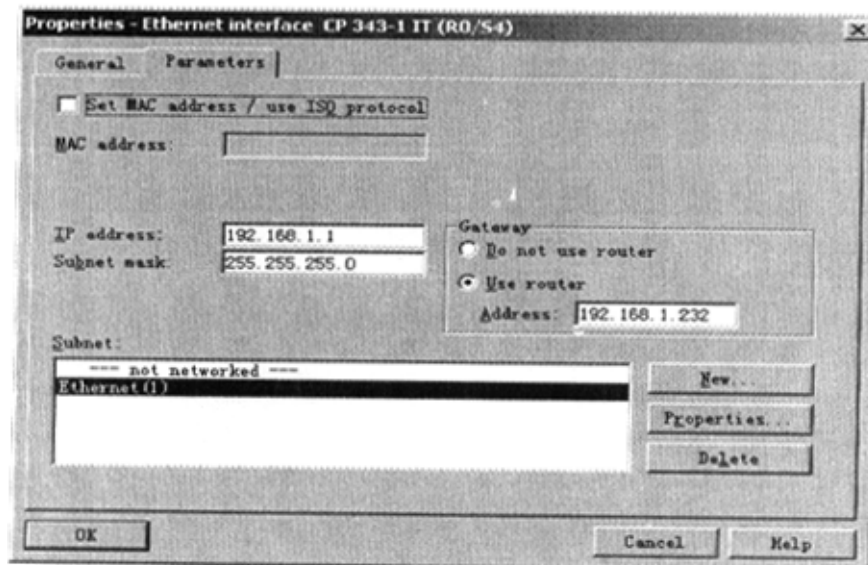 Properties - Ethernet interface CP 343-1 IT (R0/S4)
General
Parameters
Set MAC address / use ISO protocol
MAC address:
IP address:
192.168.1.1
Subnet mask:
255.255.255.0
Gateway
Do not use router
Use router
Address:
192.168.1.232
Subnet:
--- not networked ---
Ethernet(1)
New...
Properties...
Delete
OK
Cancel
Help